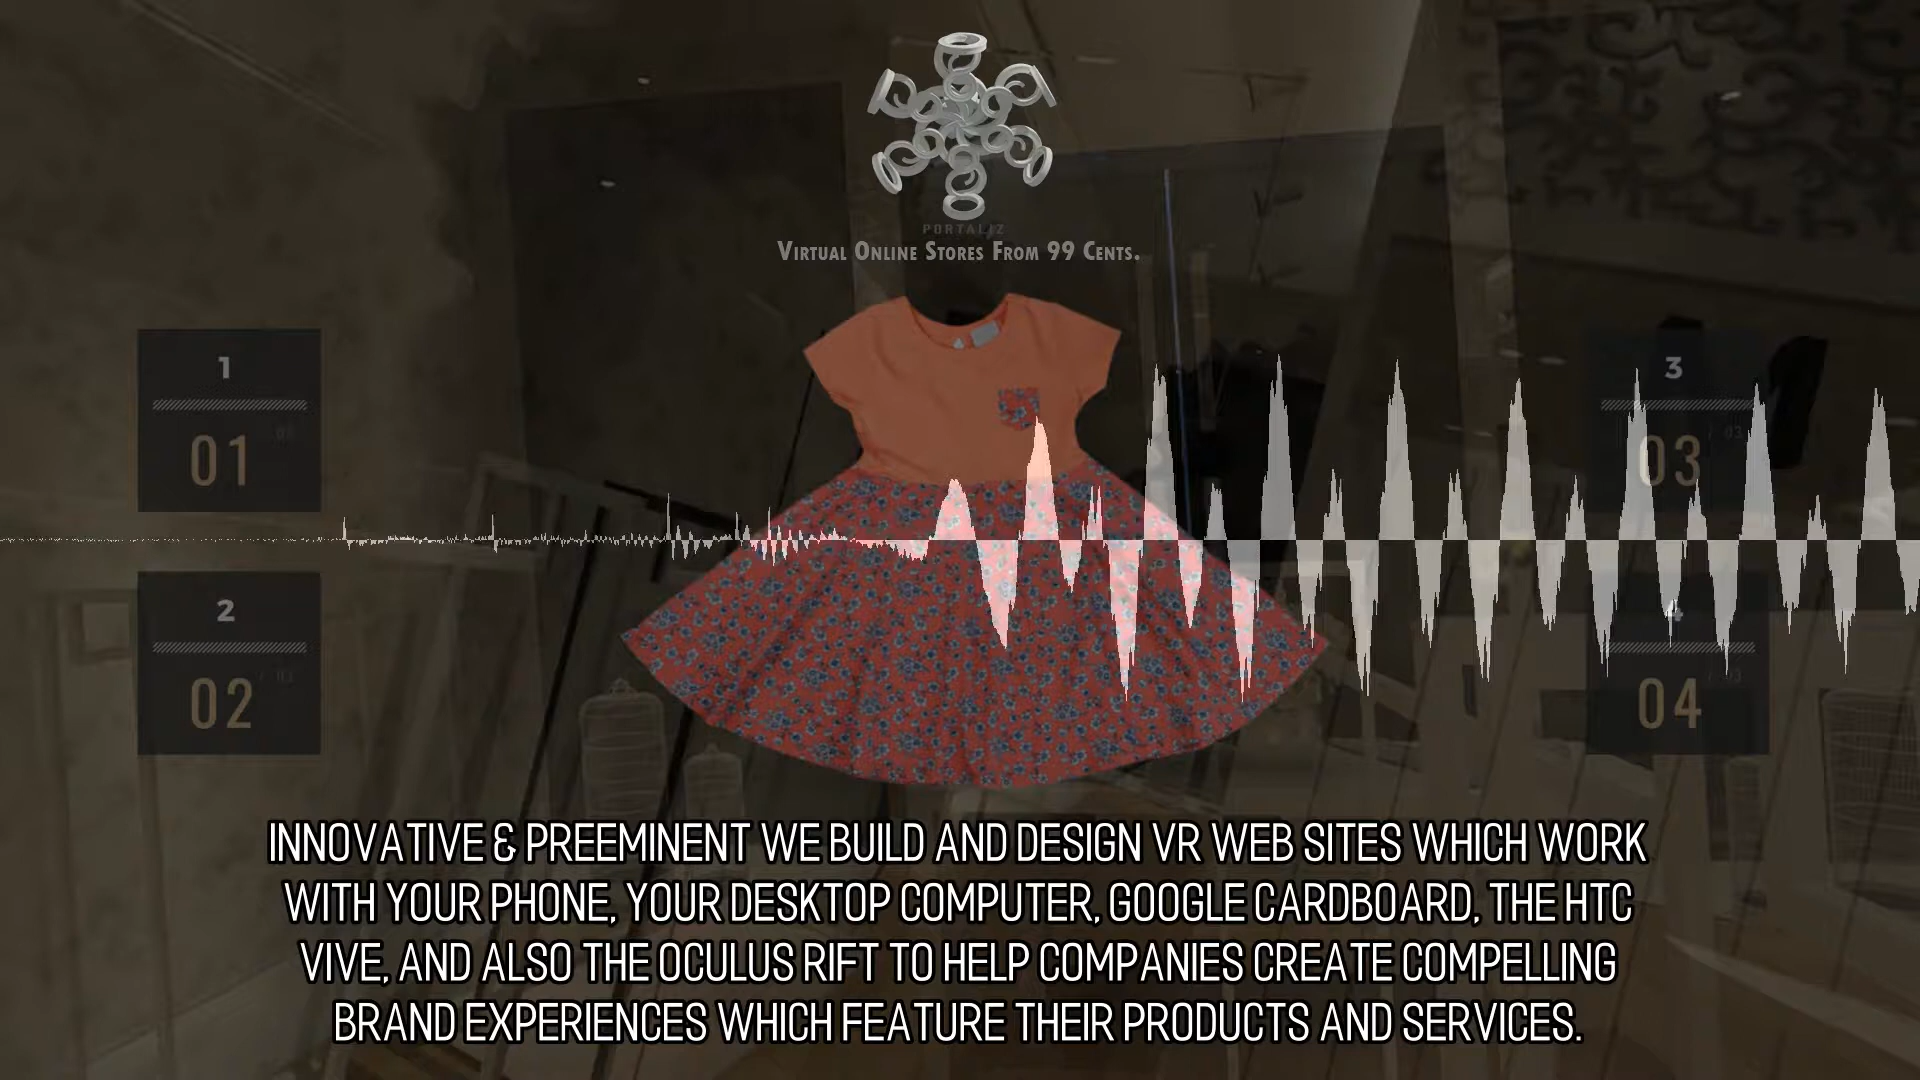 PORTALIZ
Virtual Online Stores From 99 Cents.
1
01
2
02
3
03
4
04
INNOVATIVE & PREEMINENT WE BUILD AND DESIGN VR WEB SITES WHICH WORK
WITH YOUR PHONE, YOUR DESKTOP COMPUTER, GOOGLE CARDBOARD, THE HTC
VIVE, AND ALSO THE OCULUS RIFT TO HELP COMPANIES CREATE COMPELLING
BRAND EXPERIENCES WHICH FEATURE THEIR PRODUCTS AND SERVICES.